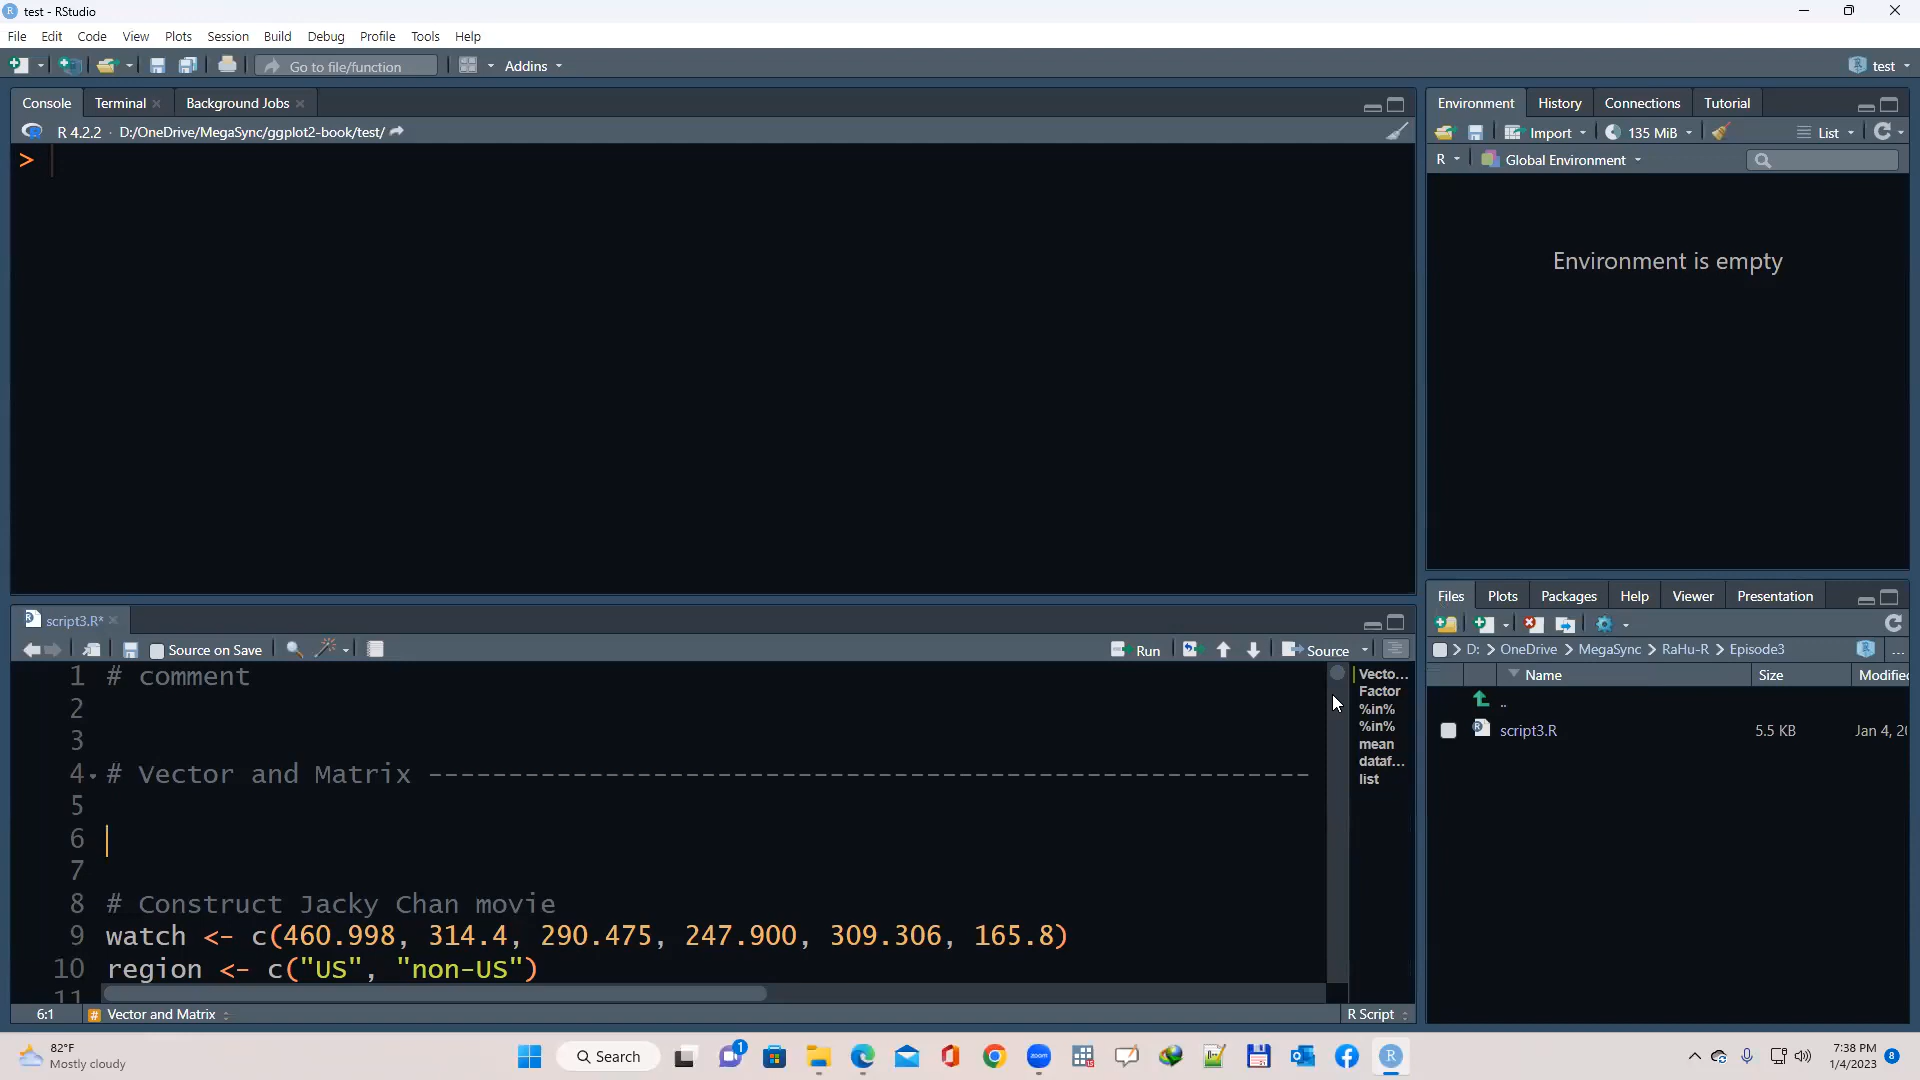 test - RStudio
File Edit Code View Plots Session Build Debug Profile Tools Help
Go to file/function Addins test
Console Terminal Background Jobs
R 4.2.2 · D:/OneDrive/MegaSync/ggplot2-book/test/
>
Environment History Connections Tutorial
Import 135 MiB List
R Global Environment
Environment is empty
script3.R*
Source on Save Run Source
1 # comment
2
3
4 # Vector and Matrix -------------------------------------------------------
5
6
7
8 # Construct Jacky Chan movie
9 watch <- c(460.998, 314.4, 290.475, 247.900, 309.306, 165.8)
10 region <- c("US", "non-US")
11
Vecto...
Factor
%in%
%in%
mean
dataf...
list
6:1 # Vector and Matrix R Script
Files Plots Packages Help Viewer Presentation
D: > OneDrive > MegaSync > RaHu-R > Episode3 ...
Name Size Modifie
..
script3.R 5.5 KB Jan 4, 2
82°F
Mostly cloudy
Search
1
zoom
7:38 PM
1/4/2023
8